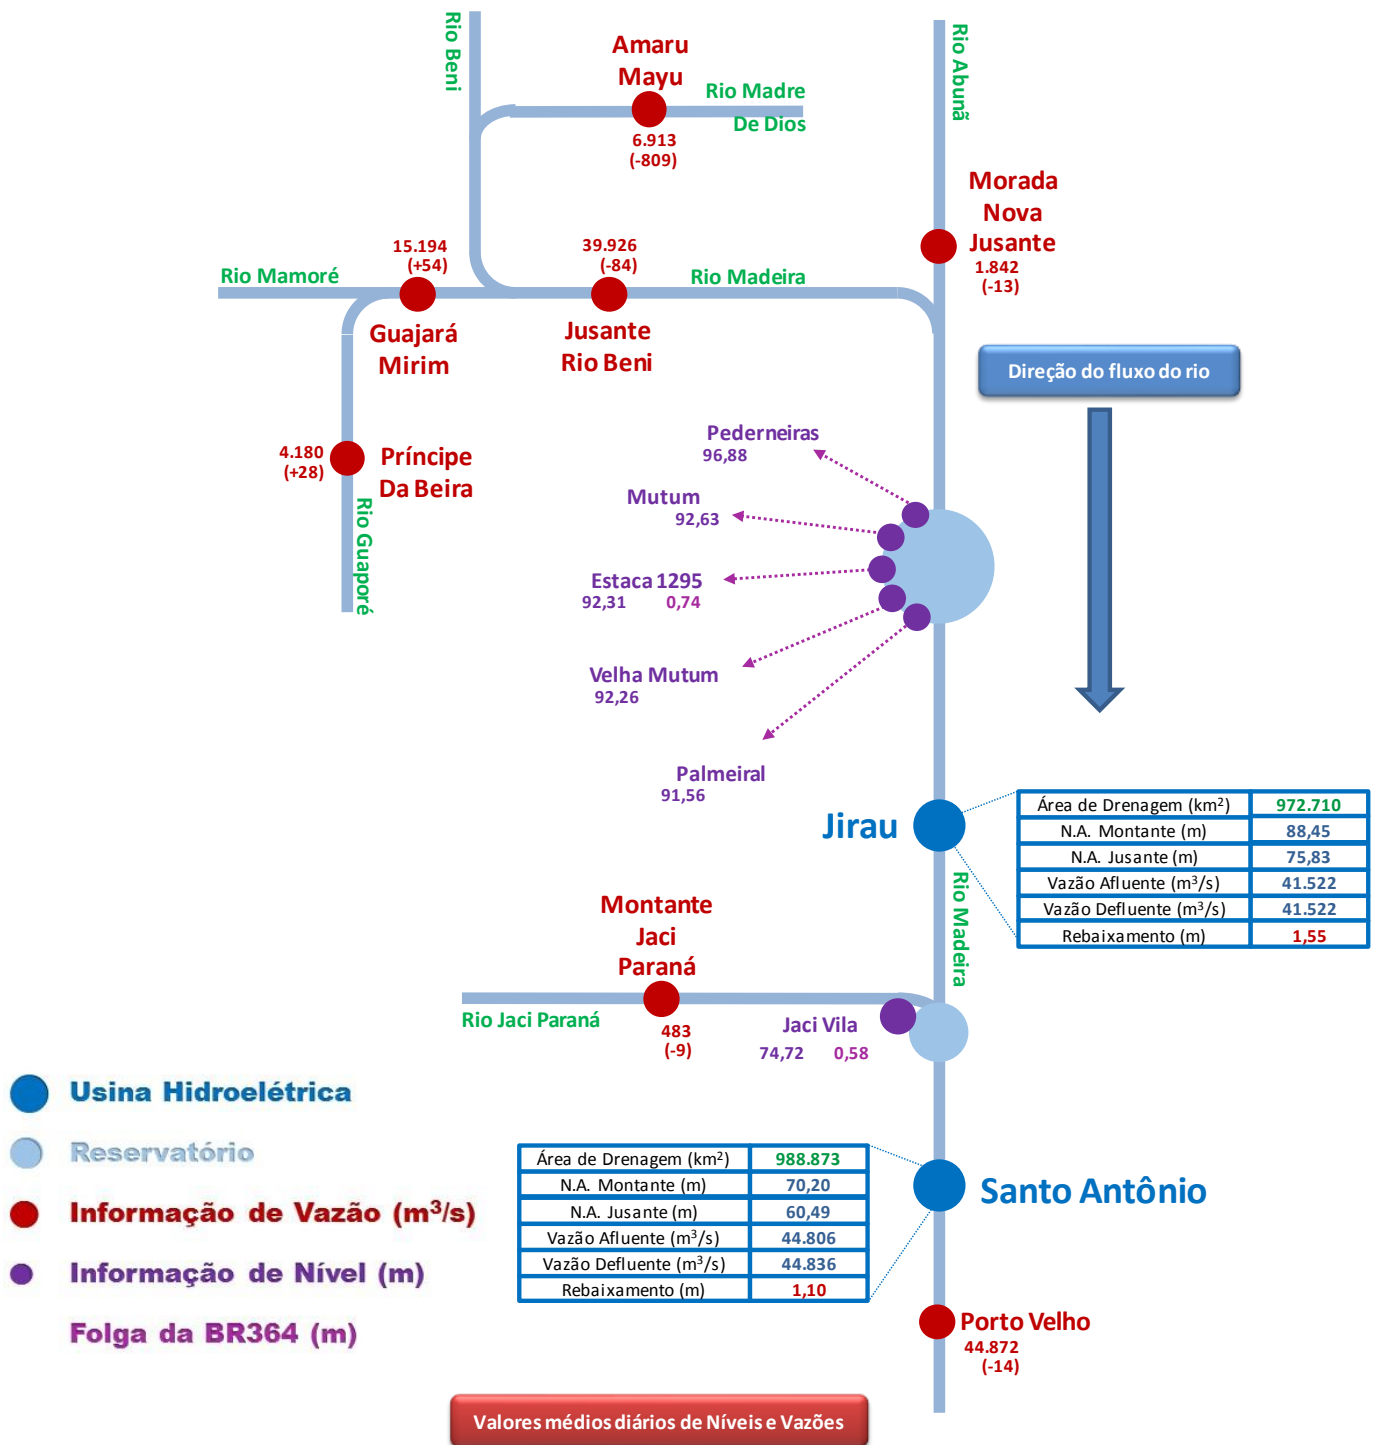 Rio Beni
Amaru
Mayu
Rio Madre
De Dios
6.913
(-809)
Rio Abunã
Morada
Nova
Jusante
1.842
(-13)
15.194
(+54)
39.926
(-84)
Rio Mamoré
Rio Madeira
Guajará
Mirim
Jusante
Rio Beni
Direção do fluxo do rio
4.180
(+28)
Príncipe
Da Beira
Rio Guaporé
Pederneiras
96,88
Mutum
92,63
Estaca 1295
92,31 0,74
Velha Mutum
92,26
Palmeiral
91,56
Jirau
Área de Drenagem (km²) 972.710
N.A. Montante (m) 88,45
N.A. Jusante (m) 75,83
Vazão Afluente (m³/s) 41.522
Vazão Defluente (m³/s) 41.522
Rebaixamento (m) 1,55
Rio Madeira
Montante
Jaci
Paraná
Rio Jaci Paraná
483
(-9)
Jaci Vila
74,72 0,58
Usina Hidroelétrica
Reservatório
Informação de Vazão (m³/s)
Informação de Nível (m)
Folga da BR364 (m)
Área de Drenagem (km²) 988.873
N.A. Montante (m) 70,20
N.A. Jusante (m) 60,49
Vazão Afluente (m³/s) 44.806
Vazão Defluente (m³/s) 44.836
Rebaixamento (m) 1,10
Santo Antônio
Porto Velho
44.872
(-14)
Valores médios diários de Níveis e Vazões